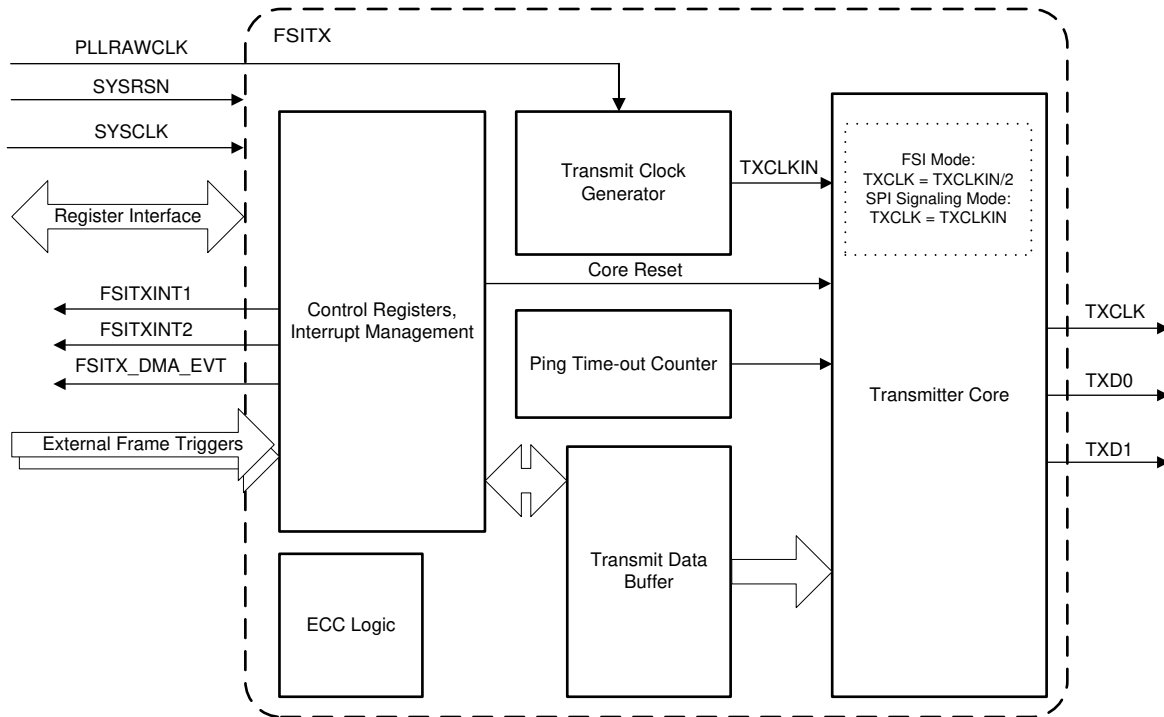 FSITX
PLLRAWCLK
SYSRSN
SYSCLK
Register Interface
FSITXINT1
FSITXINT2
FSITX_DMA_EVT
External Frame Triggers
Control Registers,
Interrupt Management
ECC Logic
Transmit Clock
Generator
TXCLKIN
Core Reset
Ping Time-out Counter
Transmit Data
Buffer
FSI Mode:
TXCLK = TXCLKIN/2
SPI Signaling Mode:
TXCLK = TXCLKIN
Transmitter Core
TXCLK
TXD0
TXD1